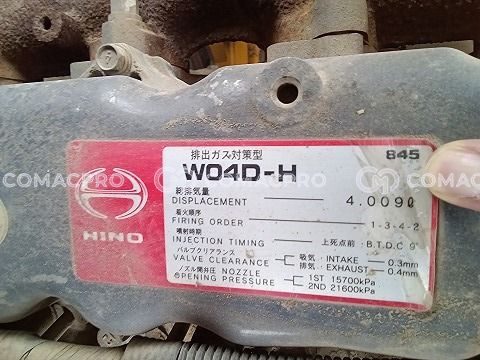 排出ガス対策型
845
W04D-H
総排気量
DISPLACEMENT 4.009ℓ
着火順序
FIRING ORDER 1-3-4-2
噴射時期
INJECTION TIMING 上死点前:B.T.D.C 9°
バルブクリアランス
VALVE CLEARANCE 吸気:INTAKE 0.3mm
排気:EXHAUST 0.4mm
ノズル開弁圧 NOZZLE
OPENING PRESSURE 1ST 15700kPa
2ND 21600kPa
HINO
COMACPRO
COMACPRO